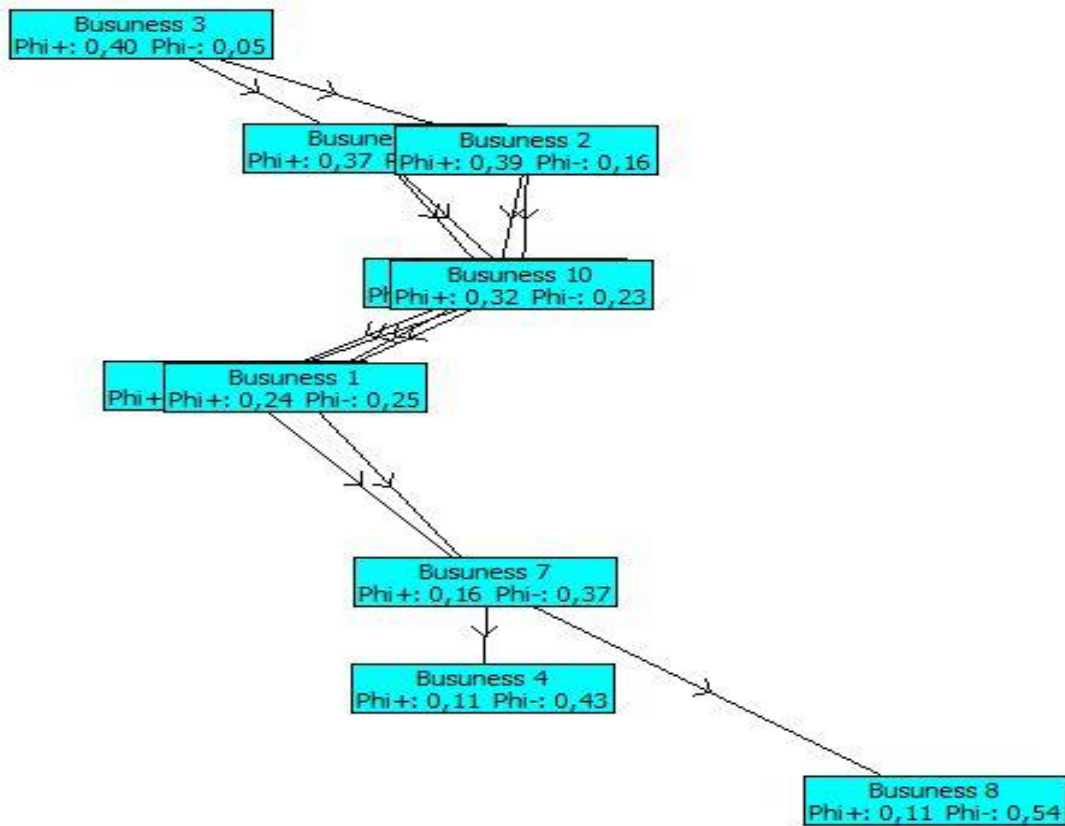 Busuness 3
Phi+: 0,40 Phi-: 0,05
Busune
Phi+: 0,37
Busuness 2
Phi+: 0,39 Phi-: 0,16
Busuness 10
Phi+: 0,32 Phi-: 0,23
Phi+
Busuness 1
Phi+: 0,24 Phi-: 0,25
Busuness 7
Phi+: 0,16 Phi-: 0,37
Busuness 4
Phi+: 0,11 Phi-: 0,43
Busuness 8
Phi+: 0,11 Phi-: 0,54